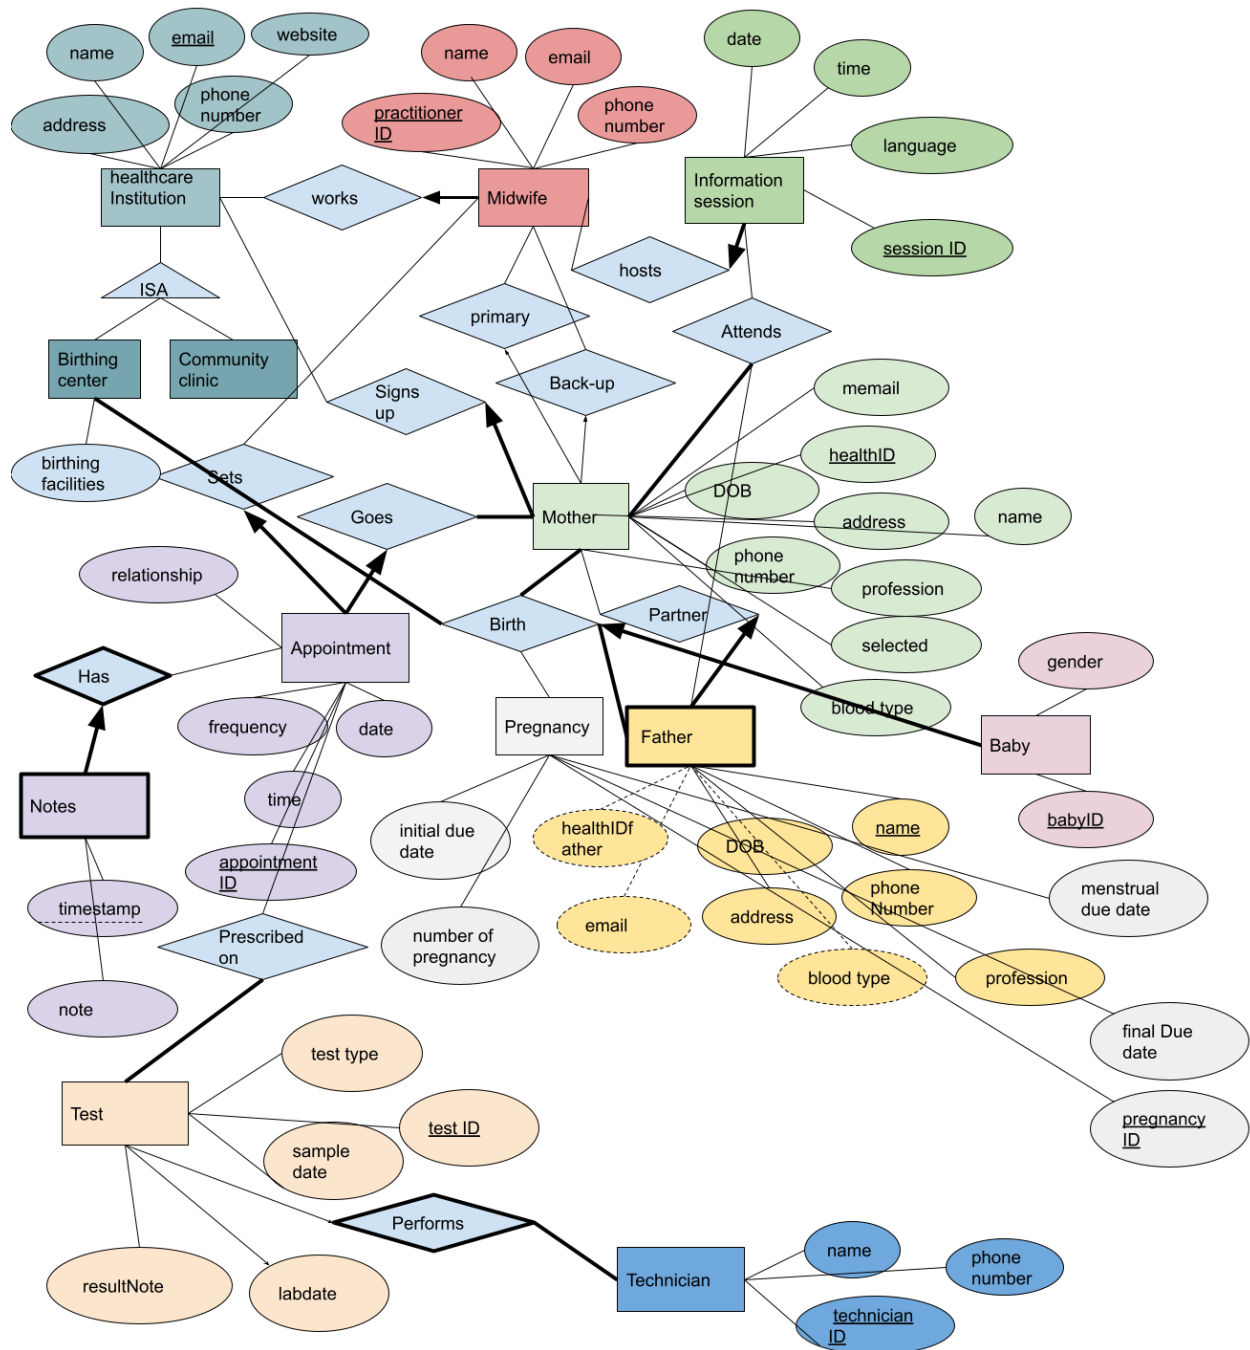 name
email
website
address
phone
number
healthcare
Institution
name
email
practitioner
ID
phone
number
Midwife
date
time
language
session ID
Information
session
works
hosts
ISA
primary
Attends
Birthing
center
Community
clinic
Signs
up
Back-up
birthing
facilities
Sets
Goes
Mother
memail
healthID
DOB
address
name
phone
number
profession
selected
blood type
relationship
Appointment
Has
frequency
date
time
appointment
ID
Notes
timestamp
note
Birth
Partner
Pregnancy
Father
gender
Baby
babyID
initial due
date
number of
pregnancy
healthIDf
ather
DOB
name
email
address
phone
Number
blood type
profession
menstrual
due date
final Due
date
pregnancy
ID
Prescribed
on
Test
test type
test ID
sample
date
resultNote
labdate
Performs
Technician
name
phone
number
technician
ID